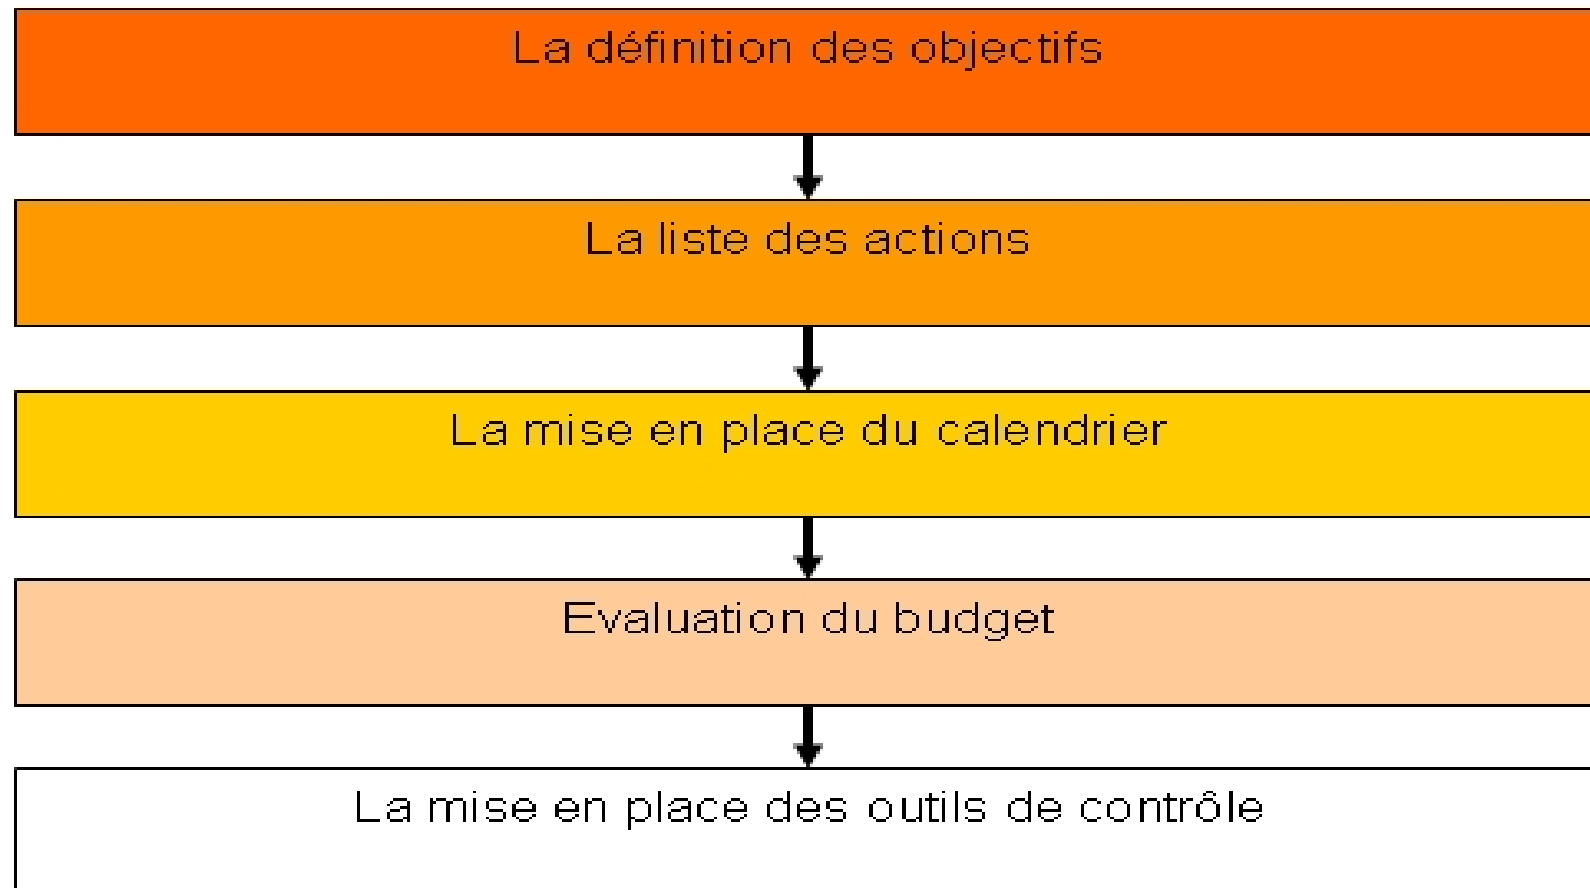 La définition des objectifs
La liste des actions
La mise en place du calendrier
Evaluation du budget
La mise en place des outils de contrôle